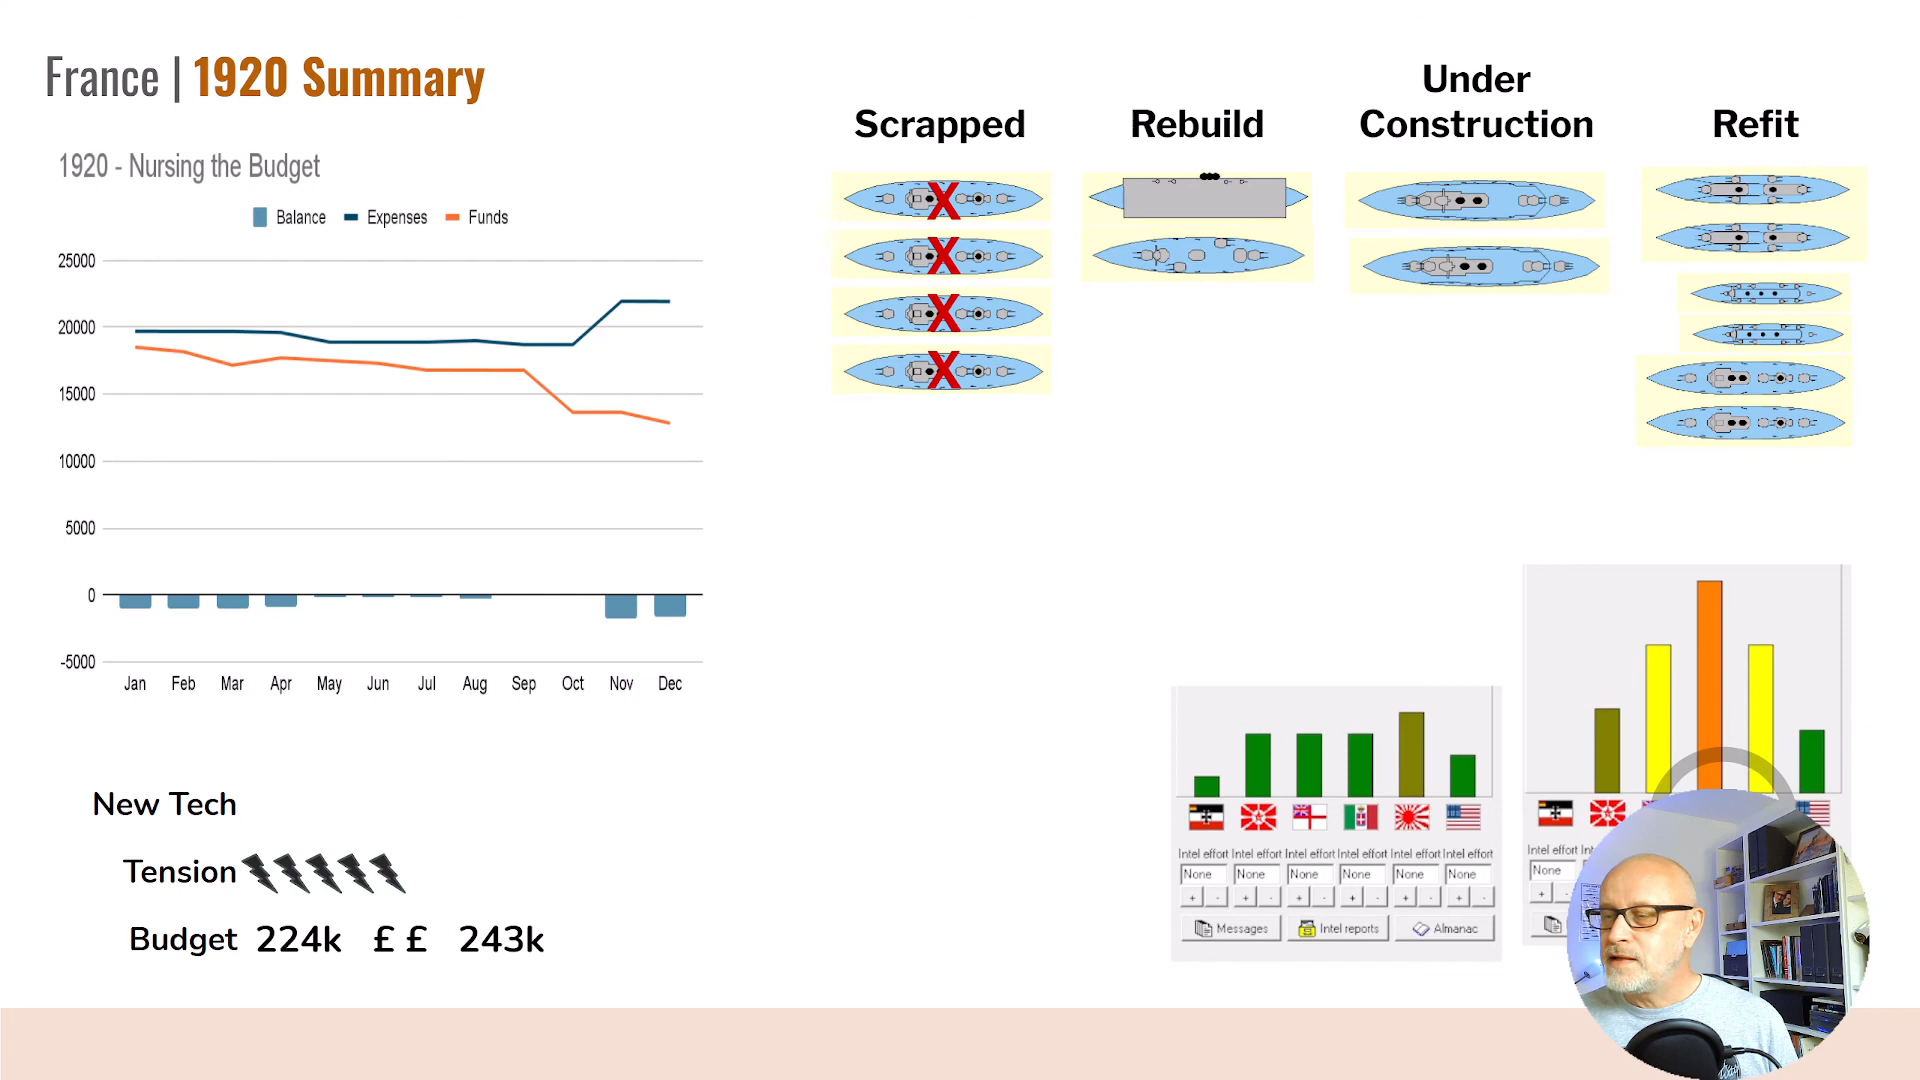 France | 1920 Summary
1920 - Nursing the Budget
Balance Expenses Funds
25000
20000
15000
10000
5000
0
-5000
Jan Feb Mar Apr May Jun Jul Aug Sep Oct Nov Dec
New Tech
Tension
Budget 224k £ £ 243k
Scrapped
X
X
X
X
Rebuild
Under
Construction
Refit
Intel effort Intel effort Intel effort Intel effort Intel effort Intel effort
None None None None None None
+ - + - + - + - + - + -
Messages Intel reports Almanac
Intel effort
None
+ -